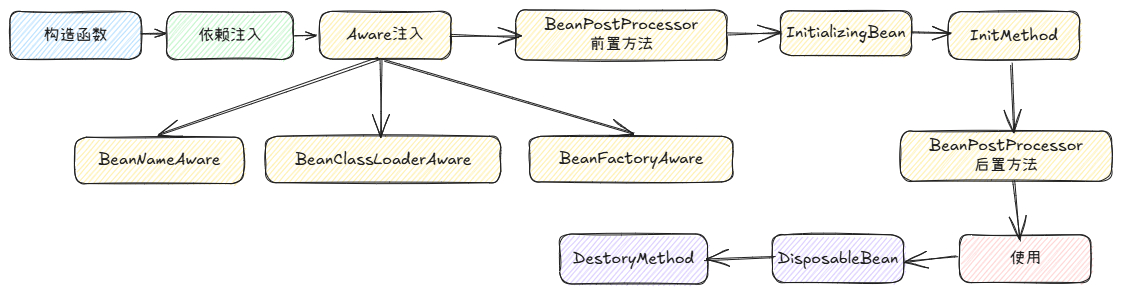 构造函数
依赖注入
Aware注入
BeanPostProcessor
前置方法
InitializingBean
InitMethod
BeanNameAware
BeanClassLoaderAware
BeanFactoryAware
BeanPostProcessor
后置方法
DestoryMethod
DisposableBean
使用